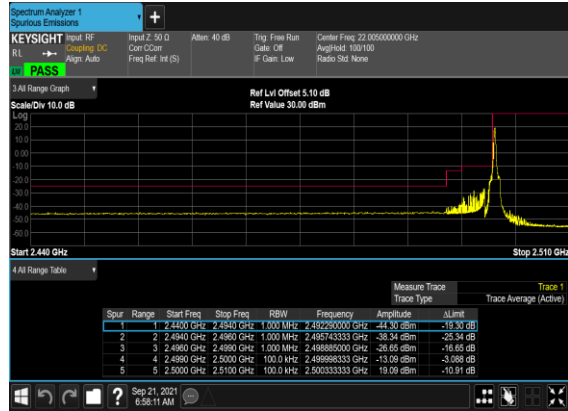 Spectrum Analyzer 1
Spurious Emissions
KEYSIGHT Input: RF Input Z: 50 Ω Atten: 40 dB Trig: Free Run Center Freq: 22.005000000 GHz
RL Coupling: DC Corr CCorr Gate: Off Avg|Hold: 100/100
Align: Auto Freq Ref: Int (S) IF Gain: Low Radio Std: None
PASS
3 All Range Graph
Ref Lvl Offset 5.10 dB
Scale/Div 10.0 dB Ref Value 30.00 dBm
Log
20.0
10.0
0.00
-10.0
-20.0
-30.0
-40.0
-50.0
-60.0
Start 2.440 GHz Stop 2.510 GHz
4 All Range Table
Measure Trace Trace 1
Trace Type Trace Average (Active)
Spur Range Start Freq Stop Freq RBW Frequency Amplitude ΔLimit
1 1 2.4400 GHz 2.4940 GHz 1.000 MHz 2.492290000 GHz -44.30 dBm -19.30 dB
2 2 2.4940 GHz 2.4960 GHz 1.000 MHz 2.495743333 GHz -38.34 dBm -25.34 dB
3 3 2.4960 GHz 2.4990 GHz 1.000 MHz 2.498885000 GHz -26.65 dBm -16.65 dB
4 4 2.4990 GHz 2.5000 GHz 100.0 kHz 2.499998333 GHz -13.09 dBm -3.088 dB
5 5 2.5000 GHz 2.5100 GHz 100.0 kHz 2.500333333 GHz 19.09 dBm -10.91 dB
Sep 21, 2021
6:58:11 AM